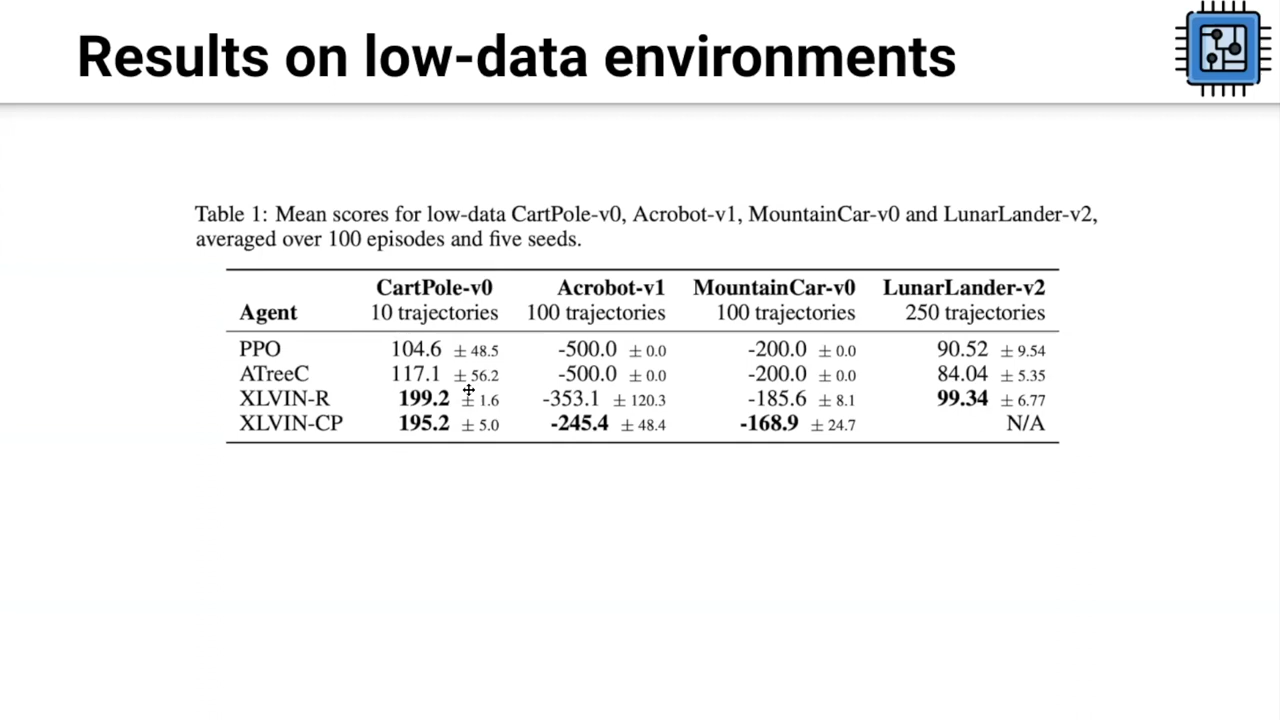 Results on low-data environments
Table 1: Mean scores for low-data CartPole-v0, Acrobot-v1, MountainCar-v0 and LunarLander-v2,
averaged over 100 episodes and five seeds.
CartPole-v0 Acrobot-v1 MountainCar-v0 LunarLander-v2
Agent 10 trajectories 100 trajectories 100 trajectories 250 trajectories
PPO 104.6 ± 48.5 -500.0 ± 0.0 -200.0 ± 0.0 90.52 ± 9.54
ATreeC 117.1 ± 56.2 -500.0 ± 0.0 -200.0 ± 0.0 84.04 ± 5.35
XLVIN-R 199.2 ± 1.6 -353.1 ± 120.3 -185.6 ± 8.1 99.34 ± 6.77
XLVIN-CP 195.2 ± 5.0 -245.4 ± 48.4 -168.9 ± 24.7 N/A